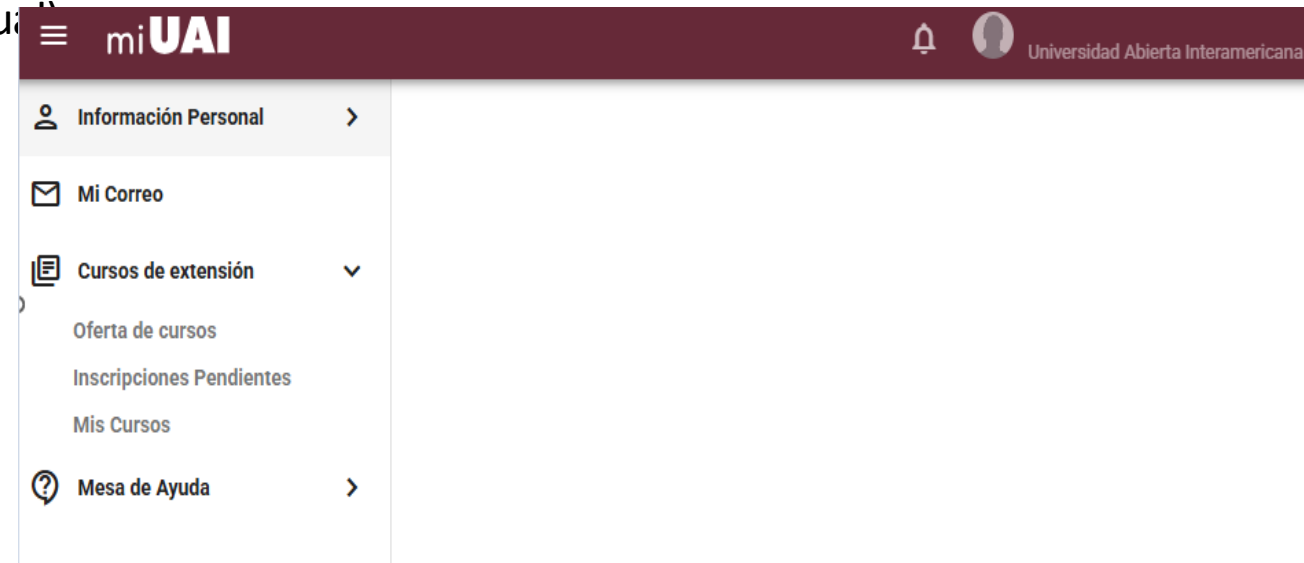 miUAI
Universidad Abierta Interamericana
Información Personal
Mi Correo
Cursos de extensión
Oferta de cursos
Inscripciones Pendientes
Mis Cursos
Mesa de Ayuda